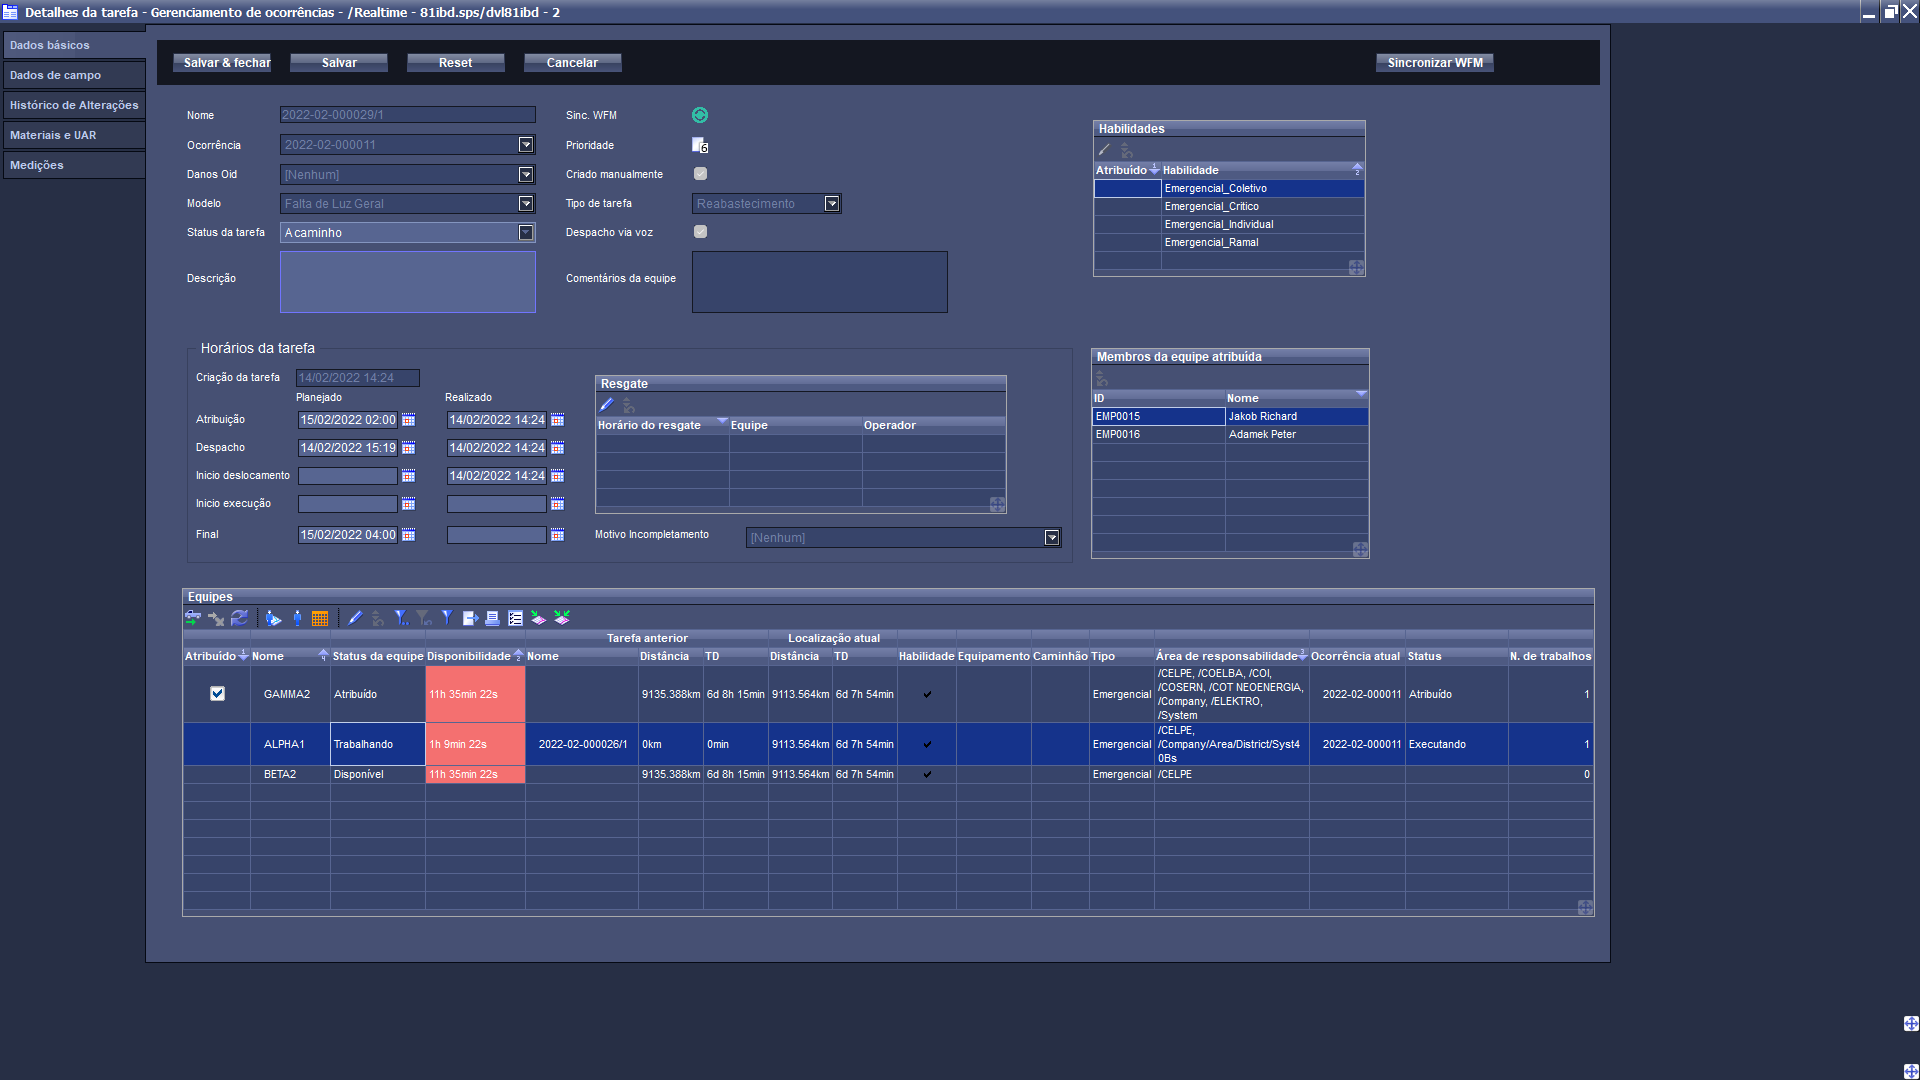 Detalhes da tarefa - Gerenciamento de ocorrências - /Realtime - 81ibd.sps/dvl81ibd - 2
Dados básicos
Dados de campo
Histórico de Alterações
Materiais e UAR
Medições
Salvar & fechar Salvar Reset Cancelar Sincronizar WFM
Nome 2022-02-000029/1
Ocorrência 2022-02-000011
Danos Oid [Nenhum]
Modelo Falta de Luz Geral
Status da tarefa A caminho
Descrição
Sinc. WFM
Prioridade 6
Criado manualmente
Tipo de tarefa Reabastecimento
Despacho via voz
Comentários da equipe
Habilidades
Atribuído 1 Habilidade 2
Emergencial_Coletivo
Emergencial_Critico
Emergencial_Individual
Emergencial_Ramal
Horários da tarefa
Criação da tarefa 14/02/2022 14:24
Planejado Realizado
Atribuição 15/02/2022 02:00 14/02/2022 14:24
Despacho 14/02/2022 15:19 14/02/2022 14:24
Inicio deslocamento 14/02/2022 14:24
Inicio execução
Final 15/02/2022 04:00
Resgate
Horário do resgate Equipe Operador
Motivo Incompletamento [Nenhum]
Membros da equipe atribuída
ID Nome
EMP0015 Jakob Richard
EMP0016 Adamek Peter
Equipes
Tarefa anterior Localização atual
Atribuído 1 Nome 4 Status da equipe Disponibilidade 2 Nome Distância TD Distância TD Habilidade Equipamento Caminhão Tipo Área de responsabilidade 3 Ocorrência atual Status N. de trabalhos
GAMMA2 Atribuído 11h 35min 22s 9135.388km 6d 8h 15min 9113.564km 6d 7h 54min Emergencial /CELPE, /COELBA, /COI,
/COSERN, /COT NEOENERGIA,
/Company, /ELEKTRO,
/System 2022-02-000011 Atribuído 1
ALPHA1 Trabalhando 1h 9min 22s 2022-02-000026/1 0km 0min 9113.564km 6d 7h 54min Emergencial /CELPE,
/Company/Area/District/Syst4
0Bs 2022-02-000011 Executando 1
BETA2 Disponível 11h 35min 22s 9135.388km 6d 8h 15min 9113.564km 6d 7h 54min Emergencial /CELPE 0